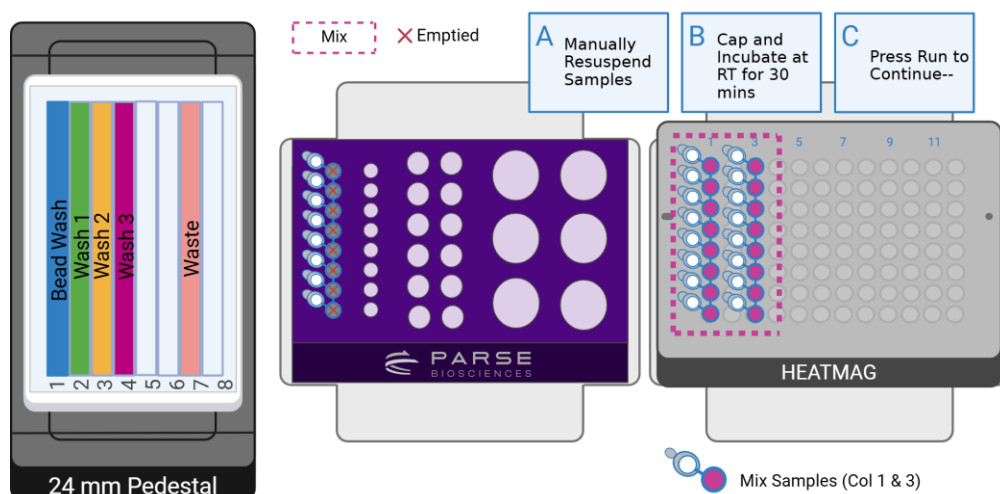 Mix
Emptied
A
Manually
Resuspend
Samples
B
Cap and
Incubate at
RT for 30
mins
C
Press Run to
Continue--
Bead Wash
Wash 1
Wash 2
Wash 3
Waste
1 2 3 4 5 6 7 8
24 mm Pedestal
PARSE
BIOSCIENCES
1 3 5 7 9 11
HEATMAG
Mix Samples (Col 1 & 3)